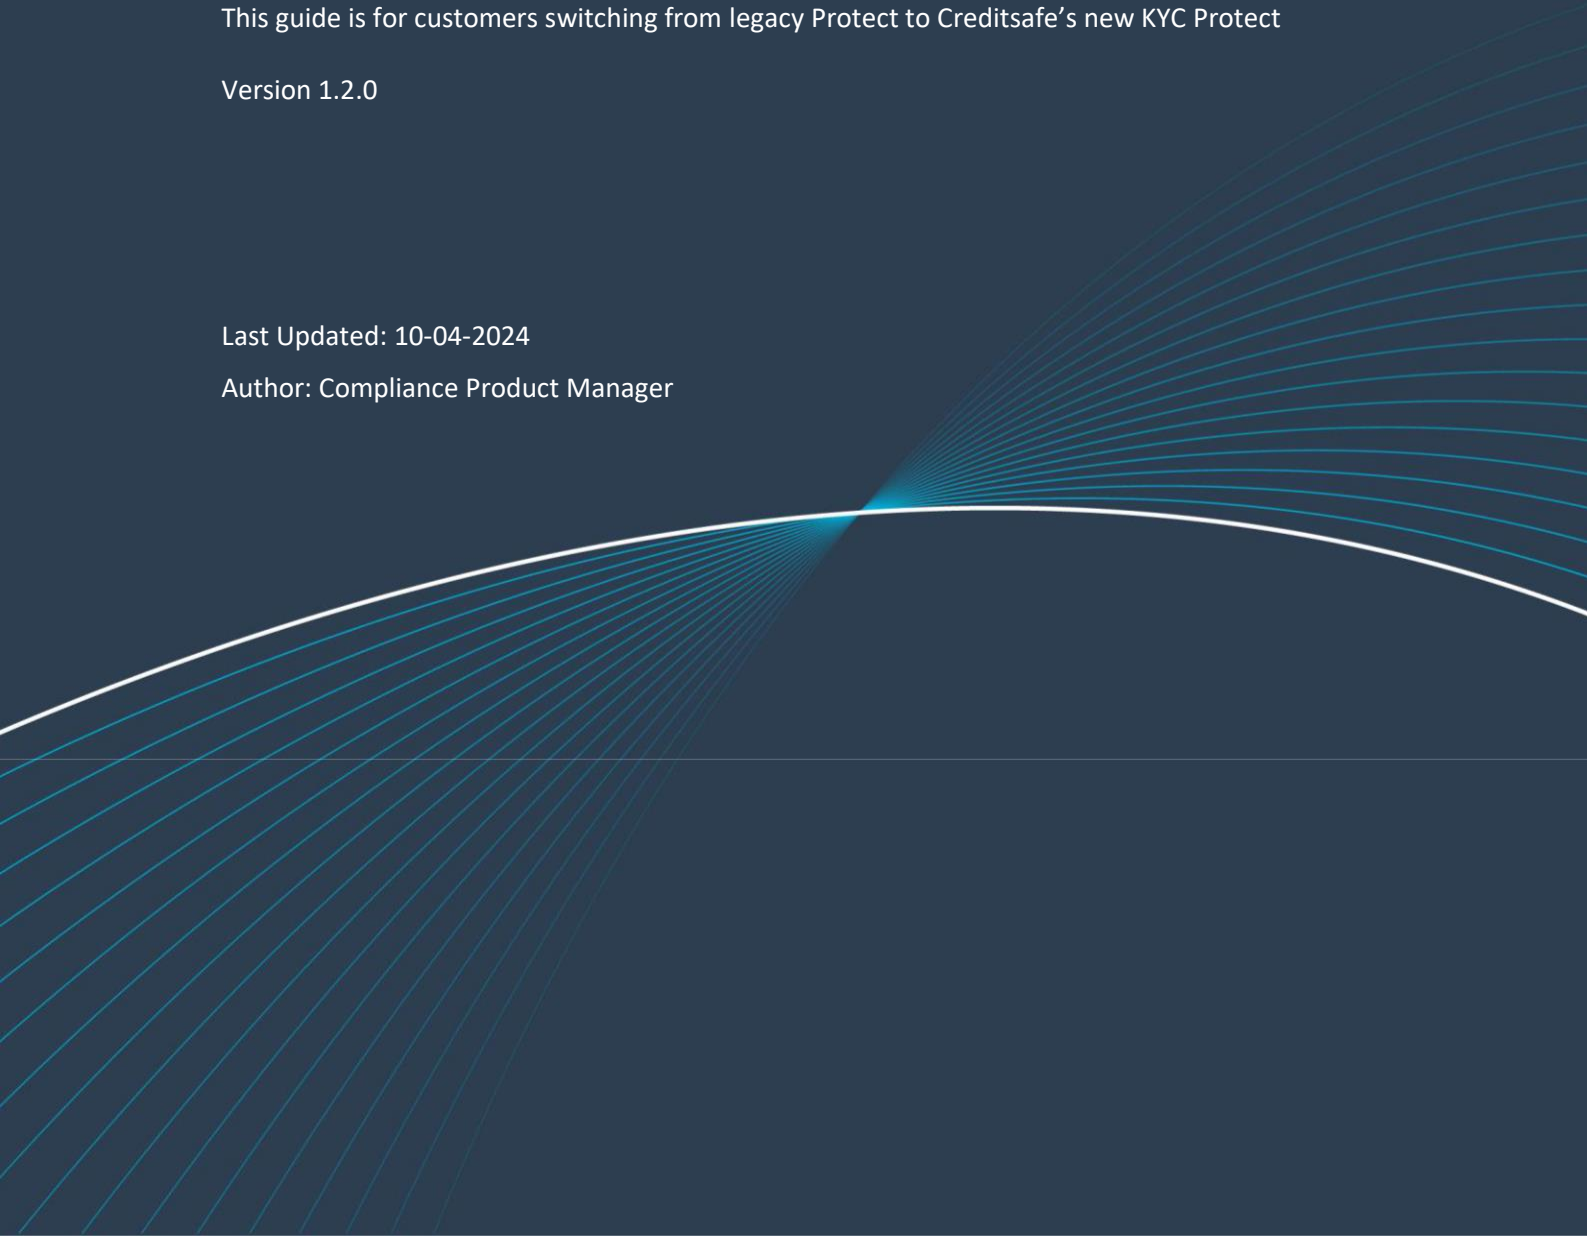 This guide is for customers switching from legacy Protect to Creditsafe’s new KYC Protect
Version 1.2.0
Last Updated: 10-04-2024
Author: Compliance Product Manager